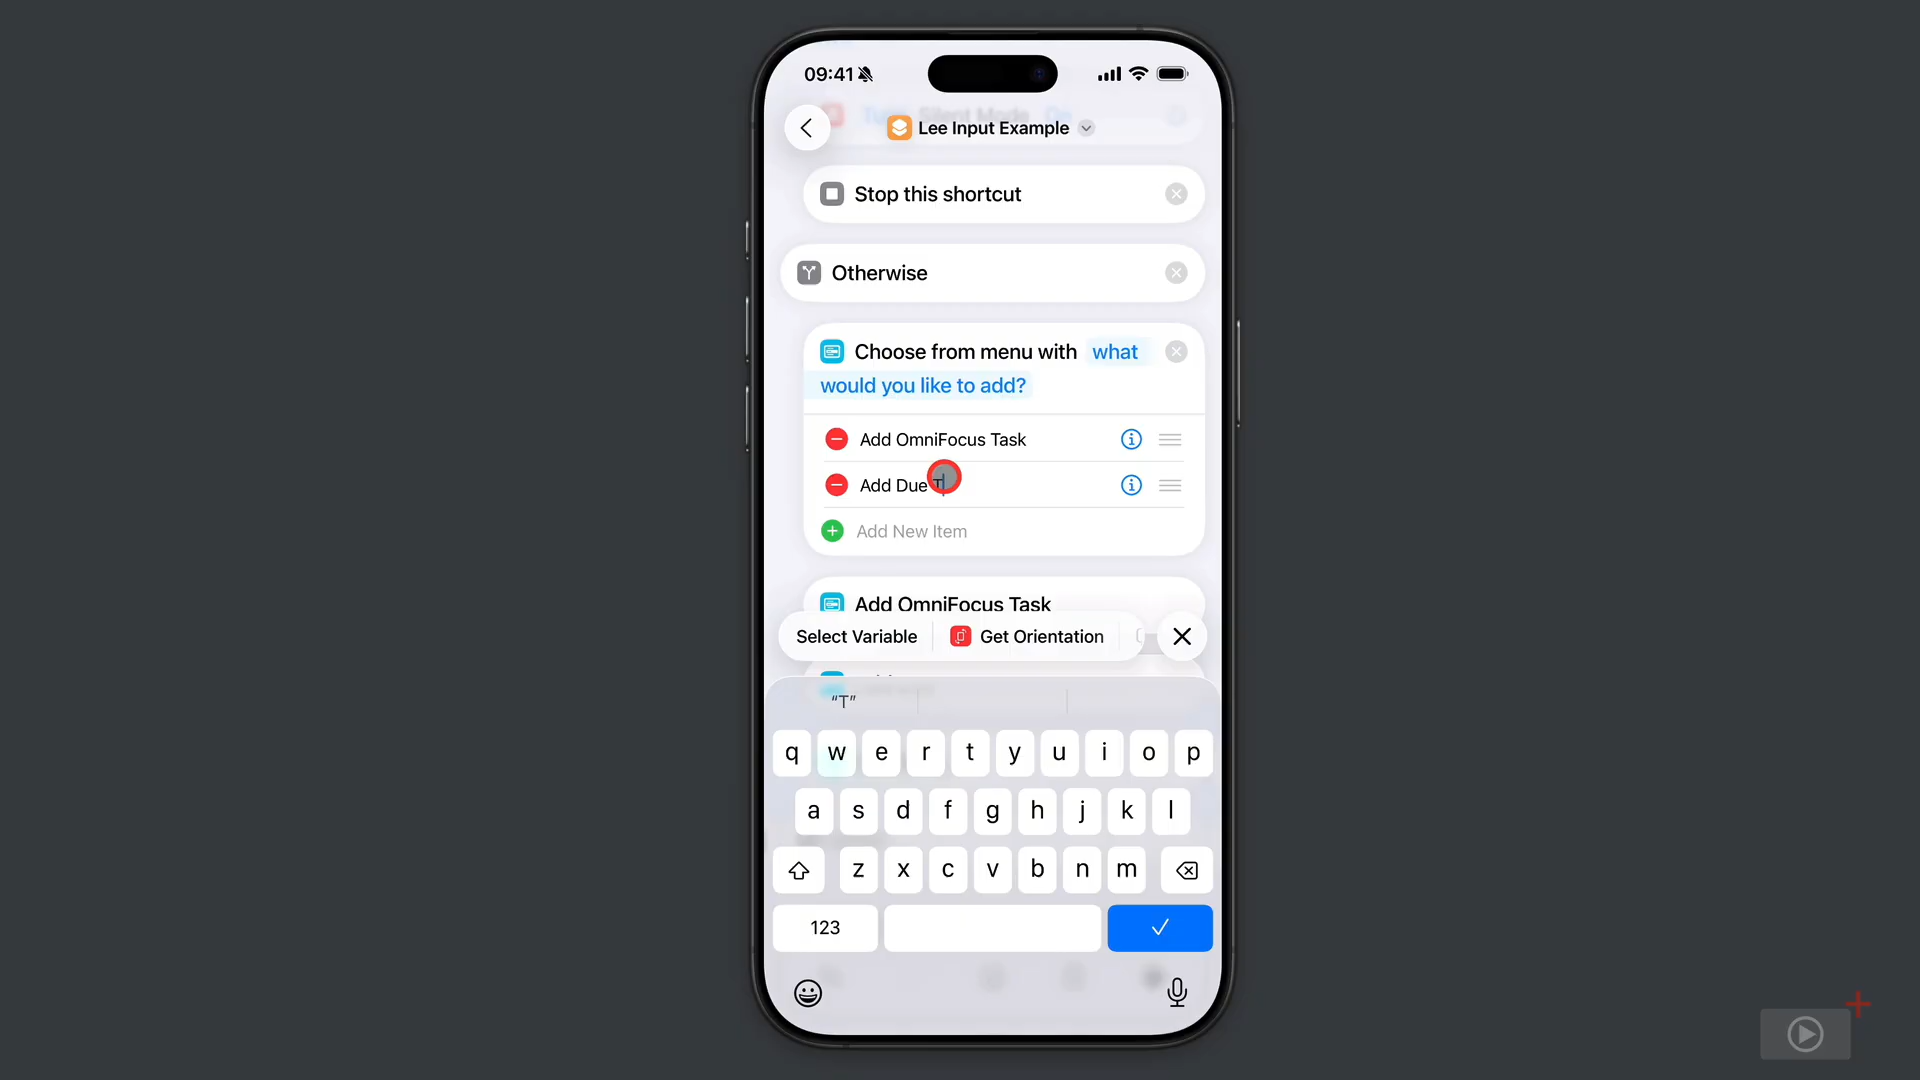 09:41
Lee Input Example
Stop this shortcut
Otherwise
Choose from menu with what
would you like to add?
Add OmniFocus Task
Add Due T
Add New Item
Add OmniFocus Task
Select Variable
Get Orientation
“T”
q w e r t y u i o p
a s d f g h j k l
z x c v b n m
123